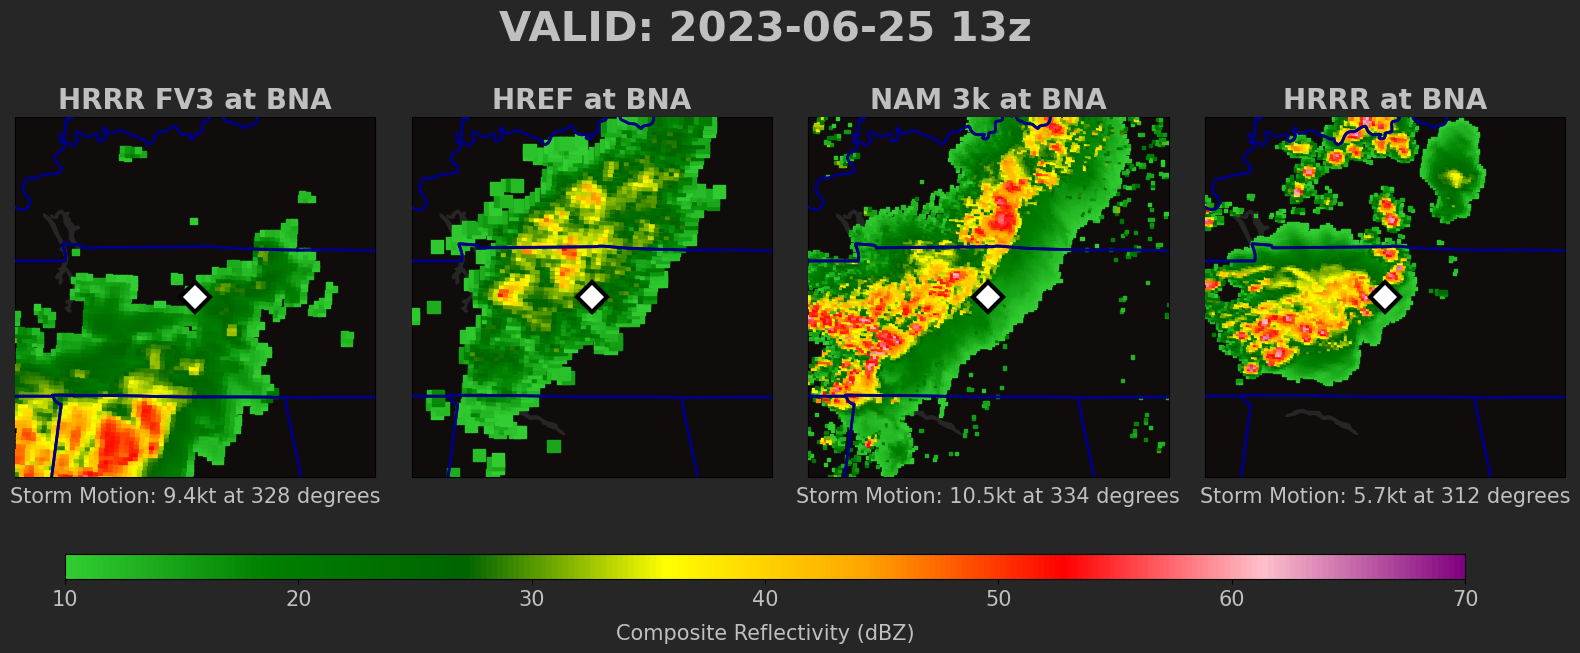 VALID: 2023-06-25 13z
HRRR FV3 at BNA
HREF at BNA
NAM 3k at BNA
HRRR at BNA
Storm Motion: 9.4kt at 328 degrees
Storm Motion: 10.5kt at 334 degrees
Storm Motion: 5.7kt at 312 degrees
10 20 30 40 50 60 70
Composite Reflectivity (dBZ)